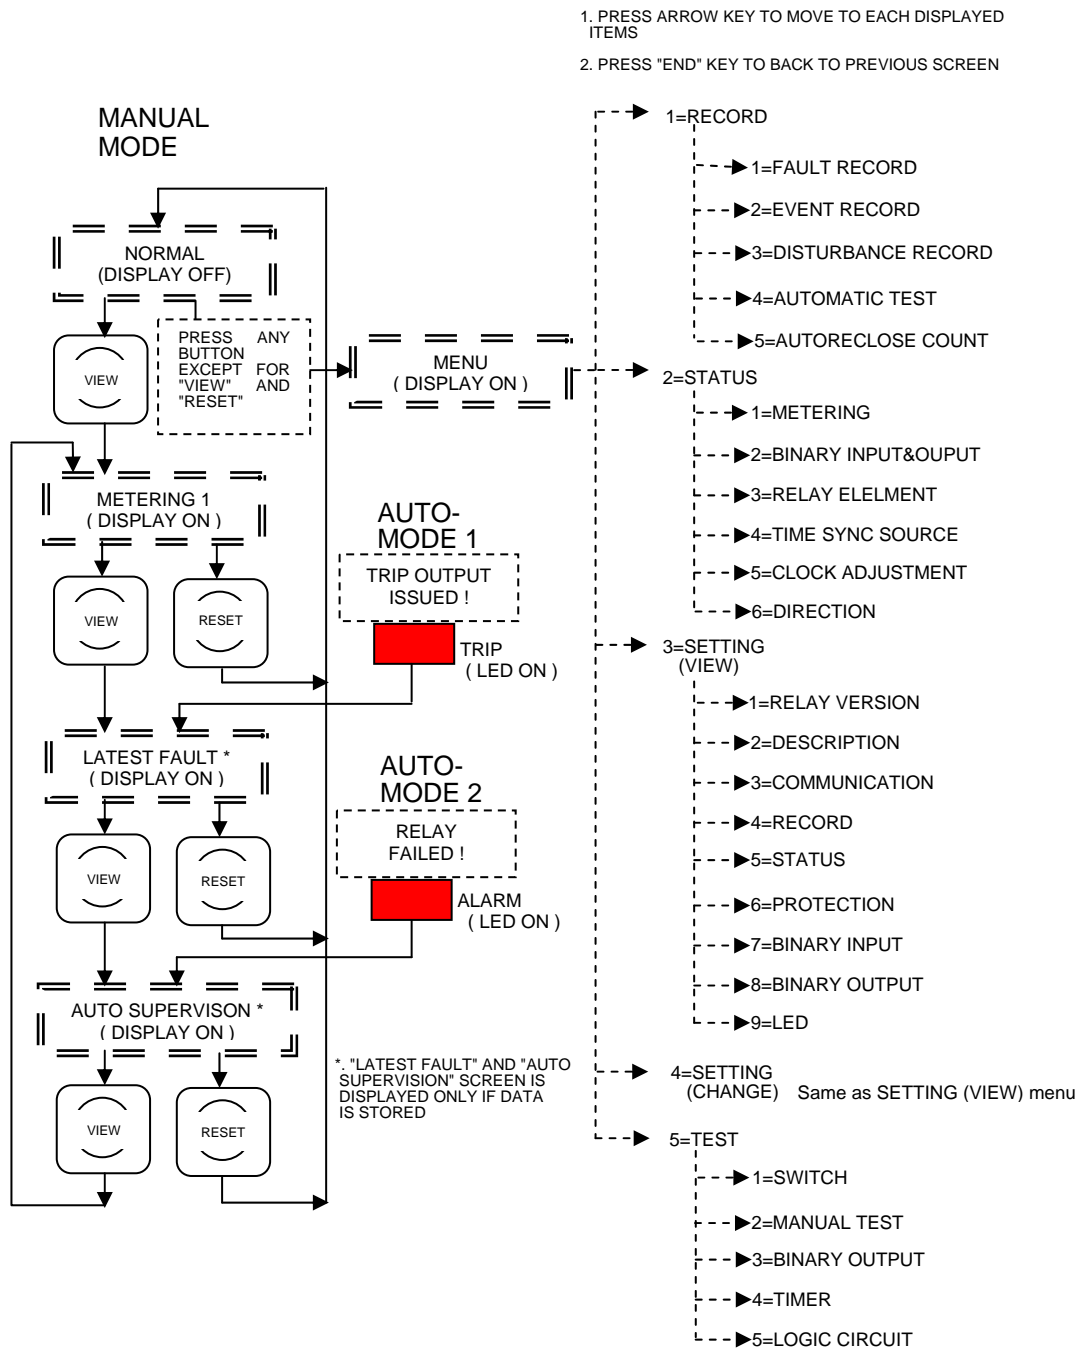 1. PRESS ARROW KEY TO MOVE TO EACH DISPLAYED
ITEMS
2. PRESS "END" KEY TO BACK TO PREVIOUS SCREEN
MANUAL
MODE
NORMAL
(DISPLAY OFF)
VIEW
PRESS ANY
BUTTON
EXCEPT FOR
"VIEW" AND
"RESET"
MENU
( DISPLAY ON )
METERING 1
( DISPLAY ON )
VIEW
RESET
AUTO-
MODE 1
TRIP OUTPUT
ISSUED !
TRIP
( LED ON )
LATEST FAULT *
( DISPLAY ON )
VIEW
RESET
AUTO-
MODE 2
RELAY
FAILED !
ALARM
( LED ON )
AUTO SUPERVISON *
( DISPLAY ON )
VIEW
RESET
*. "LATEST FAULT" AND "AUTO
SUPERVISION" SCREEN IS
DISPLAYED ONLY IF DATA
IS STORED
1=RECORD
1=FAULT RECORD
2=EVENT RECORD
3=DISTURBANCE RECORD
4=AUTOMATIC TEST
5=AUTORECLOSE COUNT
2=STATUS
1=METERING
2=BINARY INPUT&OUPUT
3=RELAY ELELMENT
4=TIME SYNC SOURCE
5=CLOCK ADJUSTMENT
6=DIRECTION
3=SETTING
(VIEW)
1=RELAY VERSION
2=DESCRIPTION
3=COMMUNICATION
4=RECORD
5=STATUS
6=PROTECTION
7=BINARY INPUT
8=BINARY OUTPUT
9=LED
4=SETTING
(CHANGE) Same as SETTING (VIEW) menu
5=TEST
1=SWITCH
2=MANUAL TEST
3=BINARY OUTPUT
4=TIMER
5=LOGIC CIRCUIT